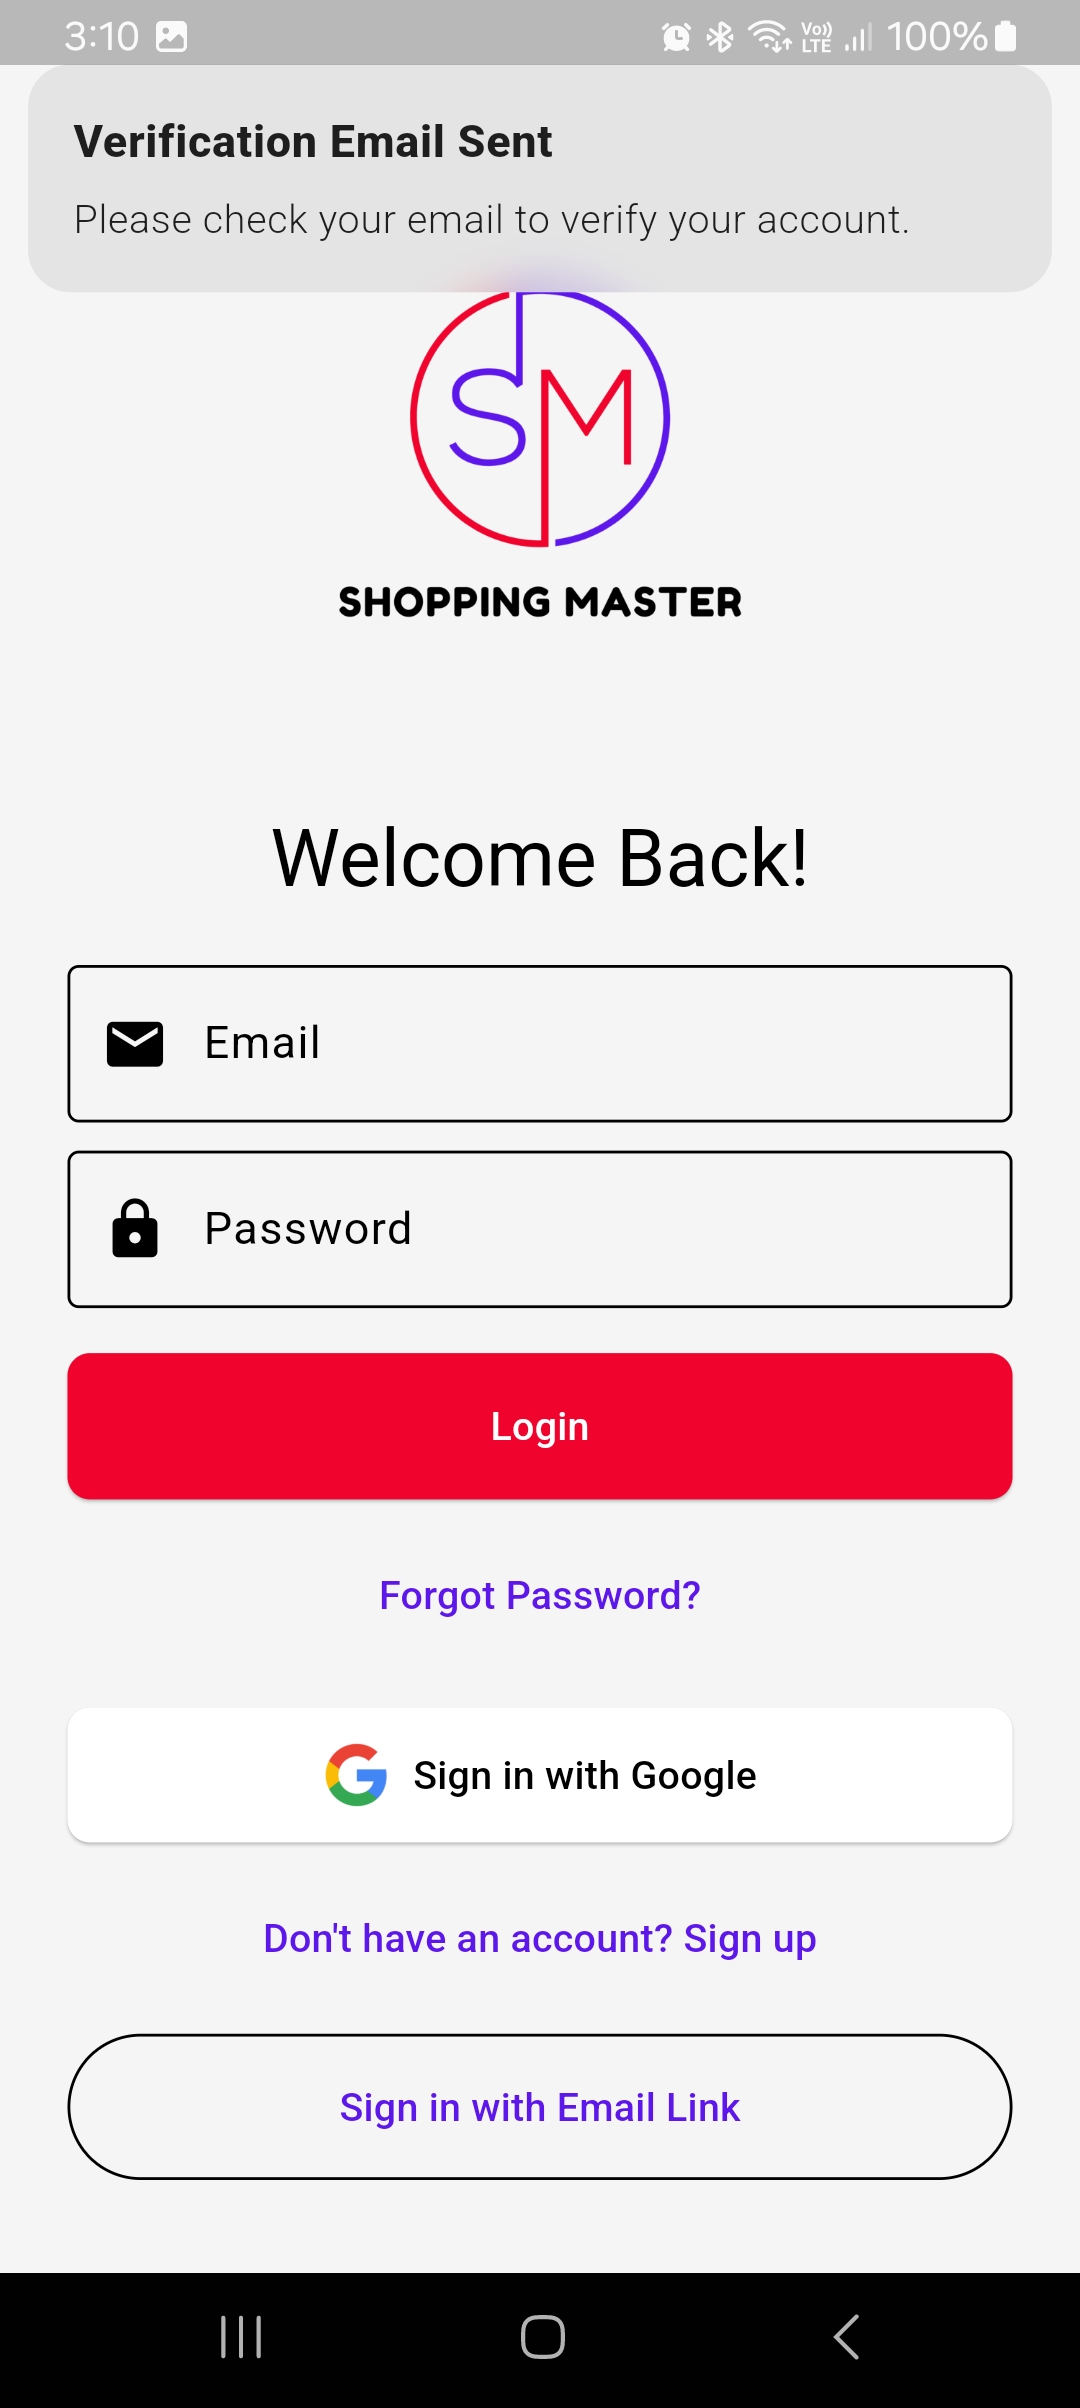 3:10
Vo)) LTE
100%
Verification Email Sent
Please check your email to verify your account.
SM
SHOPPING MASTER
Welcome Back!
Email
Password
Login
Forgot Password?
Sign in with Google
Don't have an account? Sign up
Sign in with Email Link